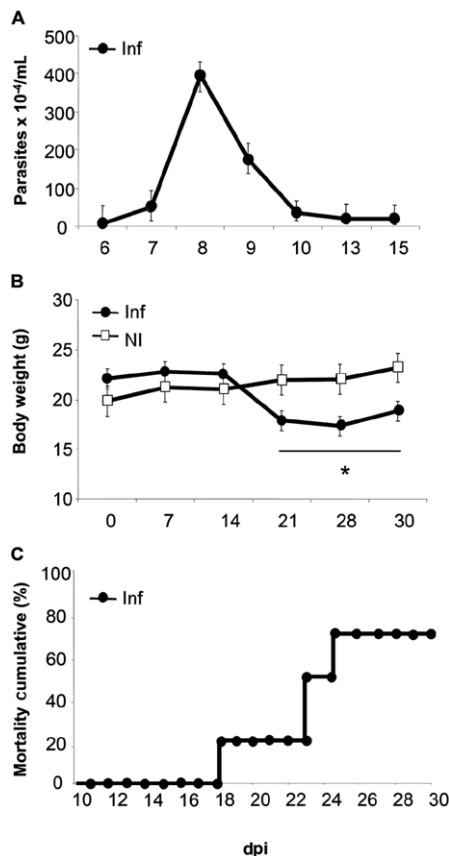 A
Parasites x 10⁻⁴/mL
500
400
300
200
100
0
Inf
6 7 8 9 10 13 15
B
Body weight (g)
30
25
20
15
10
Inf
NI
*
0 7 14 21 28 30
C
Mortality cumulative (%)
100
80
60
40
20
0
Inf
10 12 14 16 18 20 22 24 26 28 30
dpi